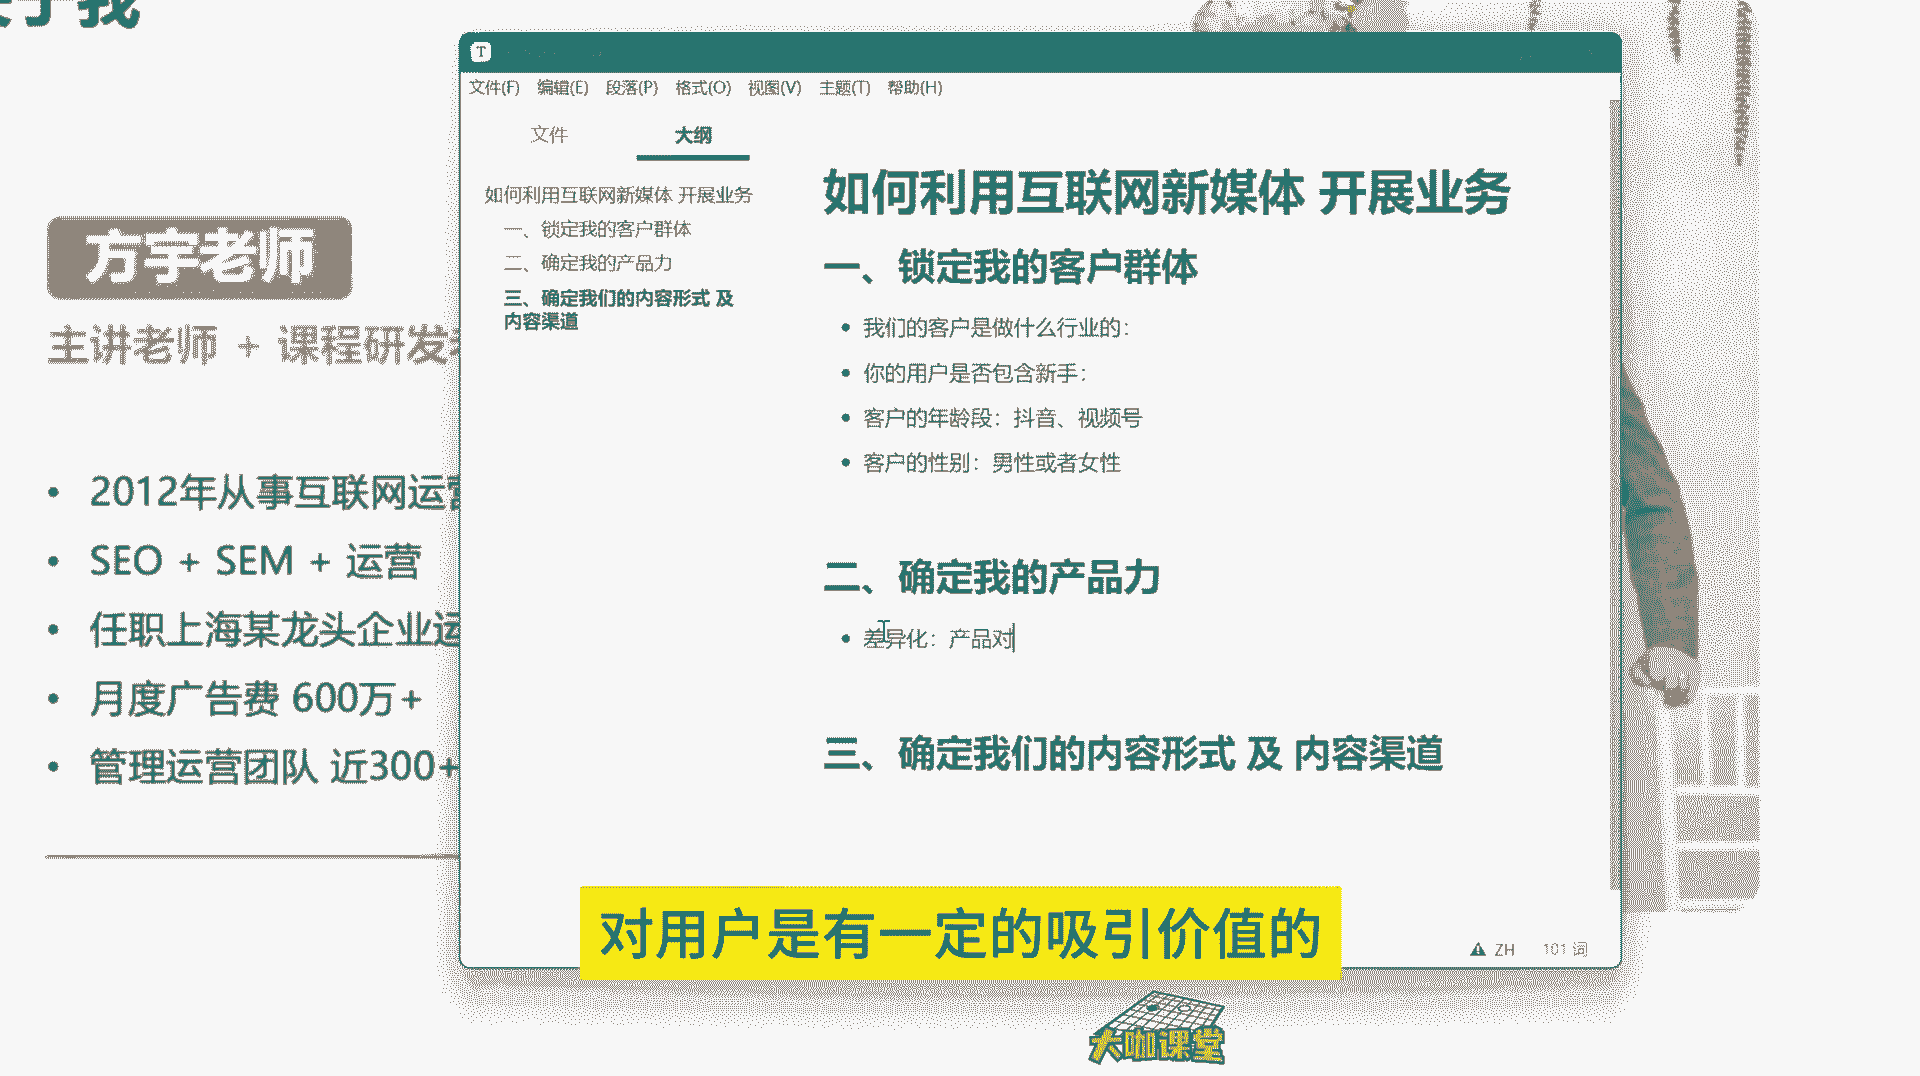 于我
方宇老师
主讲老师 + 课程研发
2012年从事互联网运营
SEO + SEM + 运营
任职上海某龙头企业运
月度广告费 600万+
管理运营团队 近300+
T
文件(F) 编辑(E) 段落(P) 格式(O) 视图(V) 主题(T) 帮助(H)
文件 大纲
如何利用互联网新媒体 开展业务
一、锁定我的客户群体
二、确定我的产品力
三、确定我们的内容形式 及
内容渠道
如何利用互联网新媒体 开展业务
一、锁定我的客户群体
我们的客户是做什么行业的：
你的用户是否包含新手：
客户的年龄段：抖音、视频号
客户的性别：男性或者女性
二、确定我的产品力
差异化：产品对
三、确定我们的内容形式 及 内容渠道
ZH 101 词
对用户是有一定的吸引价值的
大咖课堂